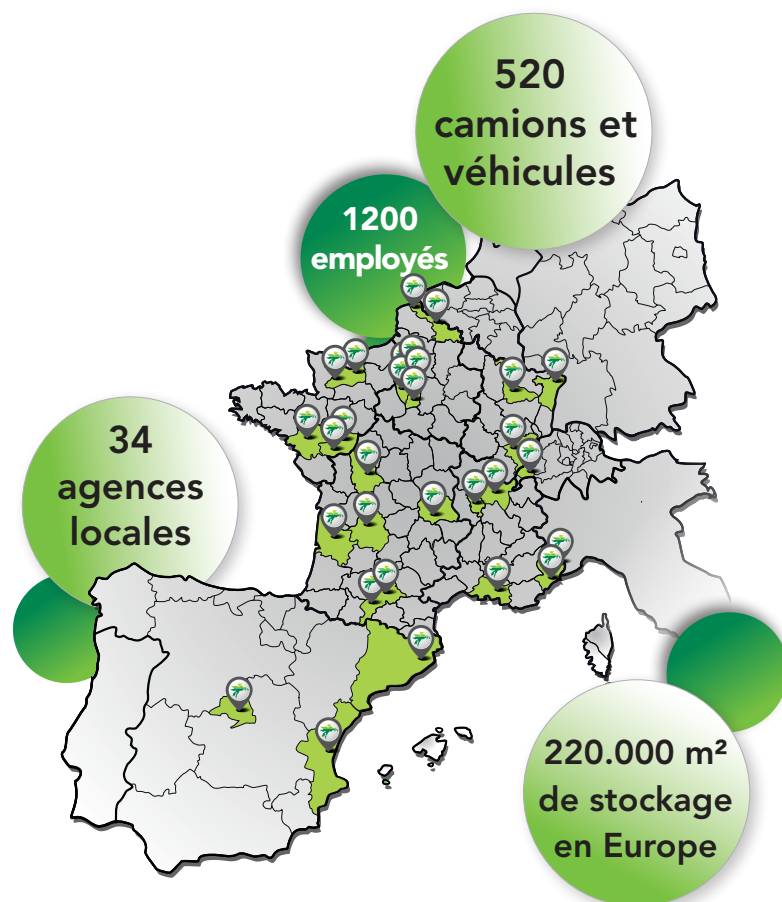 520
camions et
véhicules
1200
employés
34
agences
locales
220.000 m²
de stockage
en Europe